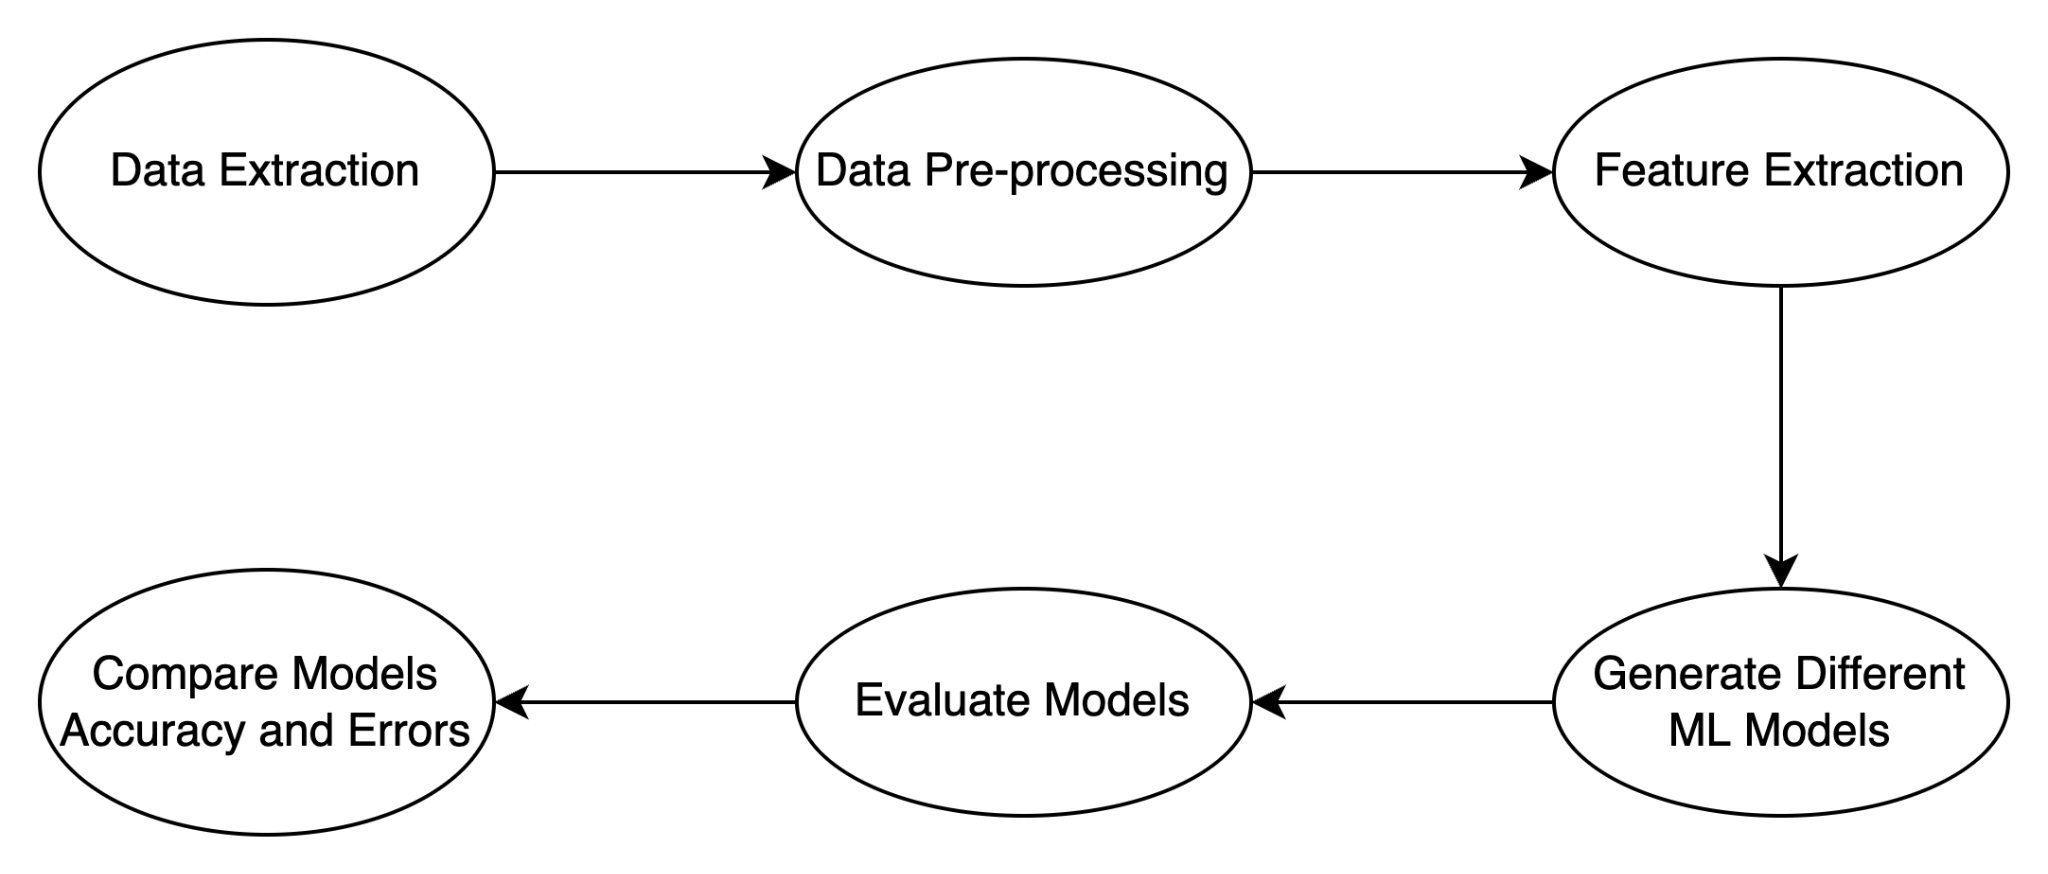 Data Extraction
Data Pre-processing
Feature Extraction
Generate Different
ML Models
Evaluate Models
Compare Models
Accuracy and Errors